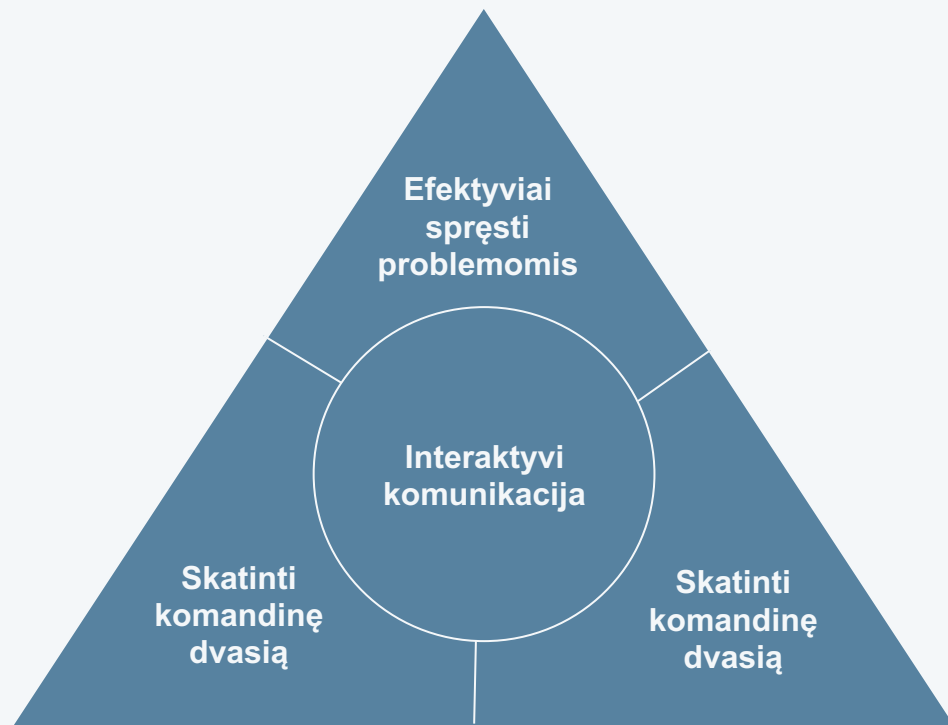 Efektyviai
spręsti
problemomis
Interaktyvi
komunikacija
Skatinti
komandinę
dvasią
Skatinti
komandinę
dvasią